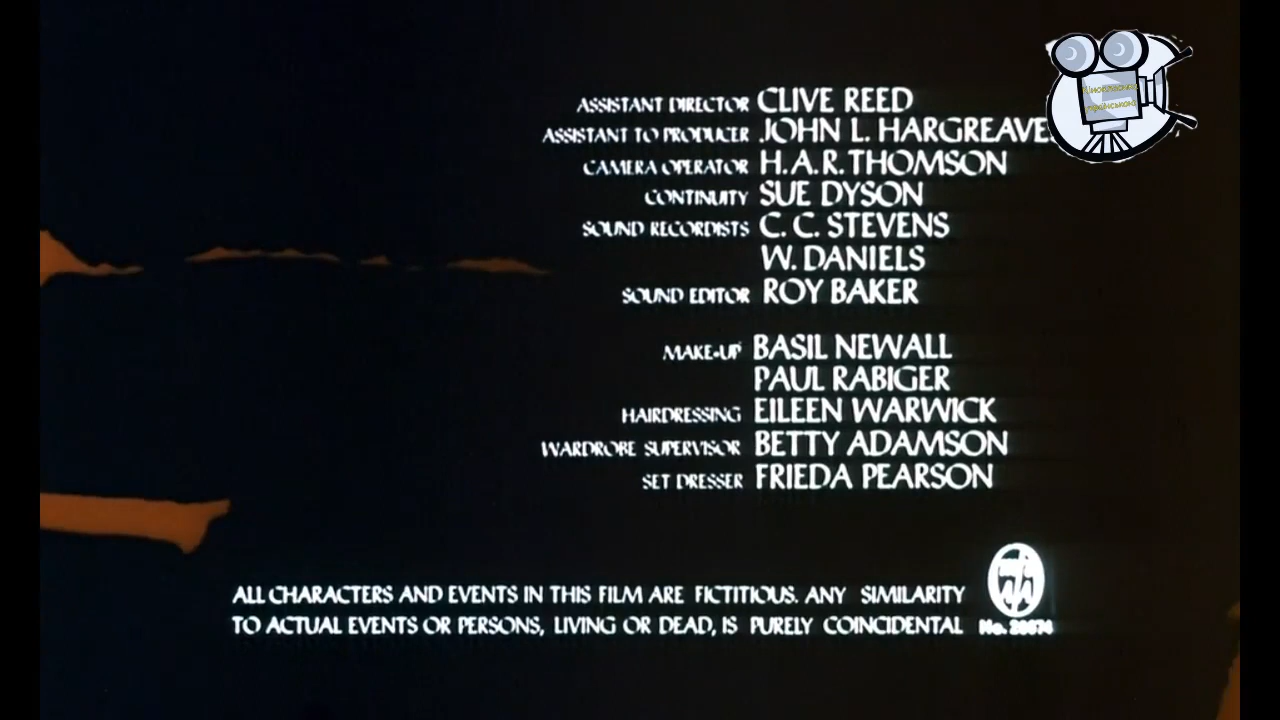 ASSISTANT DIRECTOR CLIVE REED
ASSISTANT TO PRODUCER JOHN L. HARGREAVES
CAMERA OPERATOR H.A.R. THOMSON
CONTINUITY SUE DYSON
SOUND RECORDISTS C. C. STEVENS
W. DANIELS
SOUND EDITOR ROY BAKER
MAKE-UP BASIL NEWALL
PAUL RABIGER
HAIRDRESSING EILEEN WARWICK
WARDROBE SUPERVISOR BETTY ADAMSON
SET DRESSER FRIEDA PEARSON
ALL CHARACTERS AND EVENTS IN THIS FILM ARE FICTITIOUS. ANY SIMILARITY
TO ACTUAL EVENTS OR PERSONS, LIVING OR DEAD, IS PURELY COINCIDENTAL
No.